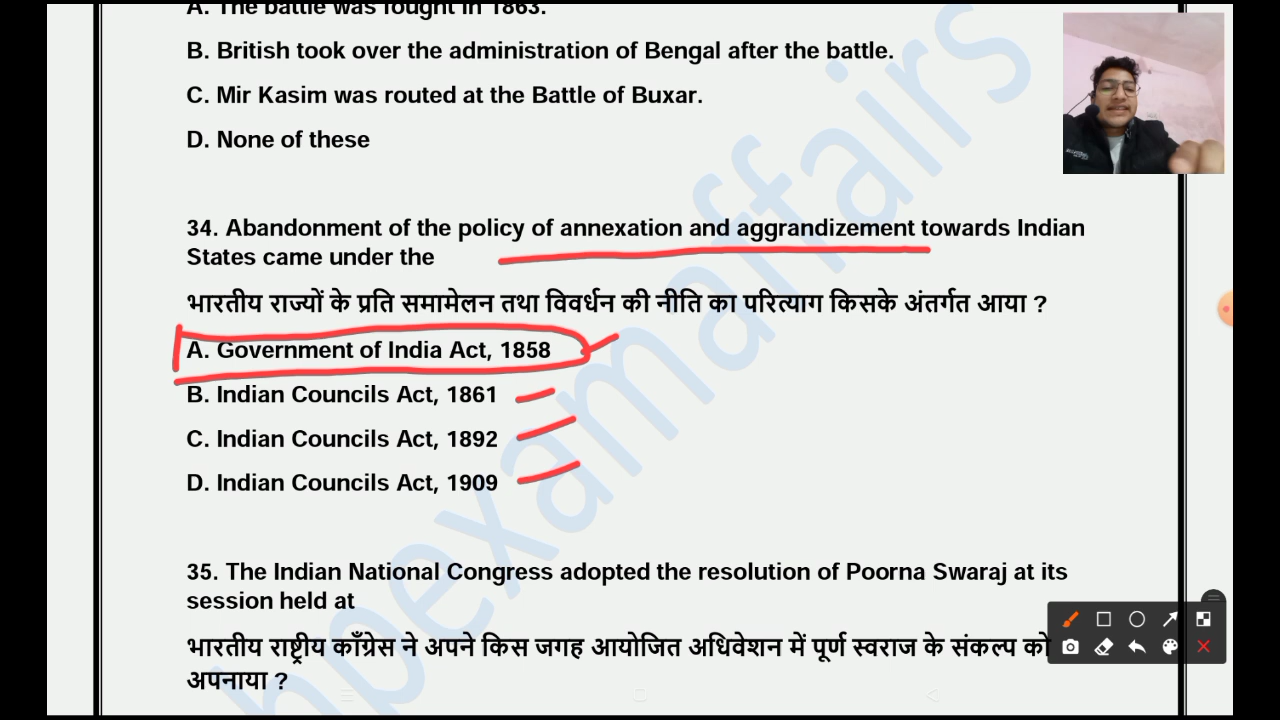 A. The battle was fought in 1863.
B. British took over the administration of Bengal after the battle.
C. Mir Kasim was routed at the Battle of Buxar.
D. None of these
34. Abandonment of the policy of annexation and aggrandizement towards Indian
States came under the
भारतीय राज्यों के प्रति समामेलन तथा विवर्धन की नीति का परित्याग किसके अंतर्गत आया ?
A. Government of India Act, 1858
B. Indian Councils Act, 1861
C. Indian Councils Act, 1892
D. Indian Councils Act, 1909
35. The Indian National Congress adopted the resolution of Poorna Swaraj at its
session held at
भारतीय राष्ट्रीय काँग्रेस ने अपने किस जगह आयोजित अधिवेशन में पूर्ण स्वराज के संकल्प को
अपनाया ?
hpexamaffairs